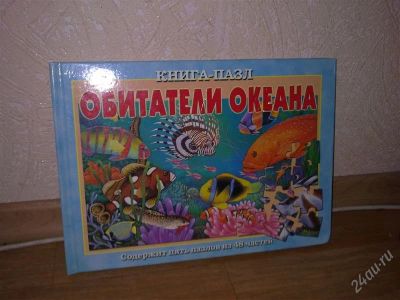 КНИГА-ПАЗЛ
ОБИТАТЕЛИ ОКЕАНА
Содержит пять пазлов из 48 частей
24au.ru